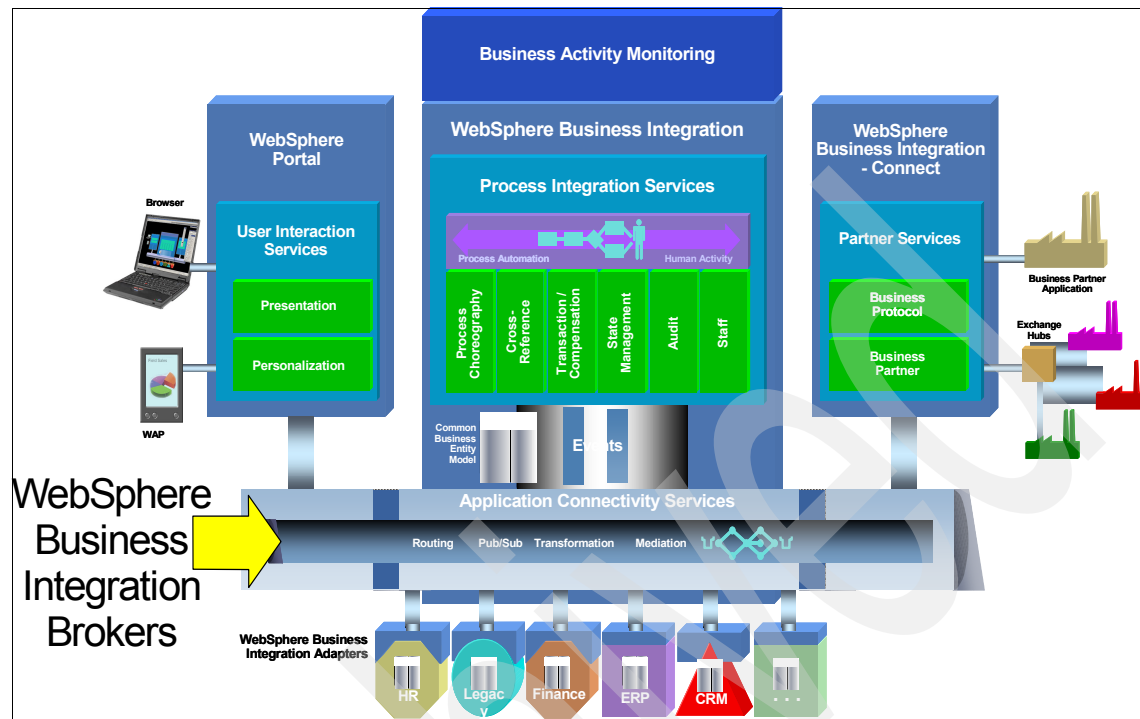 Business Activity Monitoring
WebSphere
Portal
Browser
User Interaction
Services
Presentation
Personalization
WAP
WebSphere Business Integration
Process Integration Services
Process Automation
Human Activity
Process
Choreography
Cross-
Reference
Transaction /
Compensation
State
Management
Audit
Staff
Common
Business
Entity
Model
Events
WebSphere
Business Integration
- Connect
Partner Services
Business
Protocol
Business
Partner
Business Partner
Application
Exchange
Hubs
WebSphere
Business
Integration
Brokers
Application Connectivity Services
Routing
Pub/Sub
Transformation
Mediation
WebSphere Business
Integration Adapters
HR
Legac
y
Finance
ERP
CRM
. . .